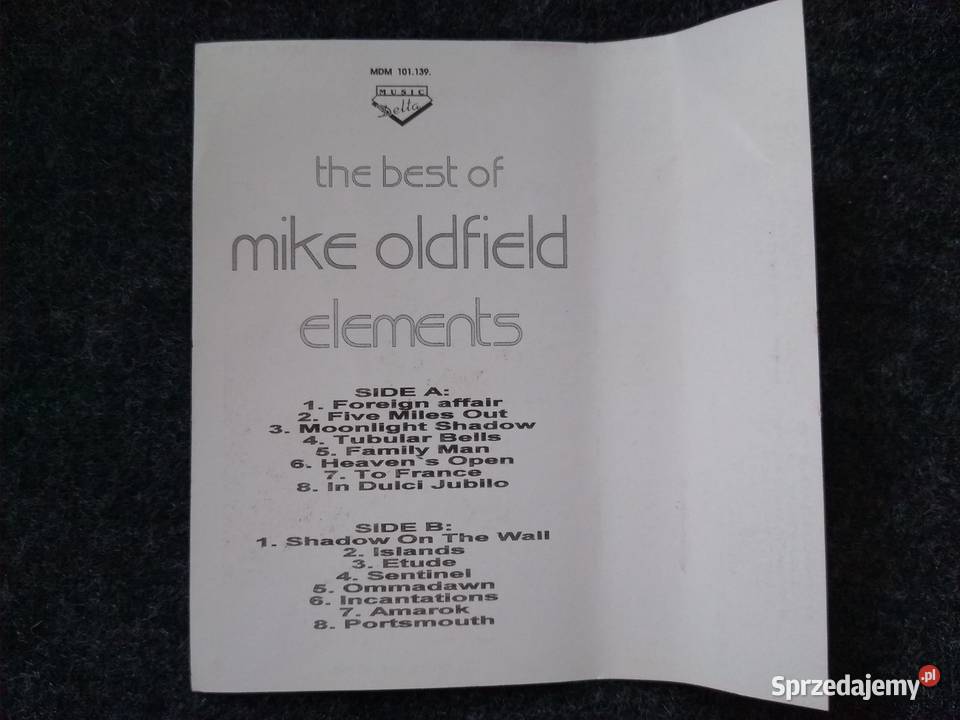 MDM 101.139.
MUSIC
Delta
the best of
mike oldfield
elements
SIDE A:
1. Foreign affair
2. Five Miles Out
3. Moonlight Shadow
4. Tubular Bells
5. Family Man
6. Heaven`s Open
7. To France
8. In Dulci Jubilo
SIDE B:
1. Shadow On The Wall
2. Islands
3. Etude
4. Sentinel
5. Ommadawn
6. Incantations
7. Amarok
8. Portsmouth
Sprzedajemy.pl